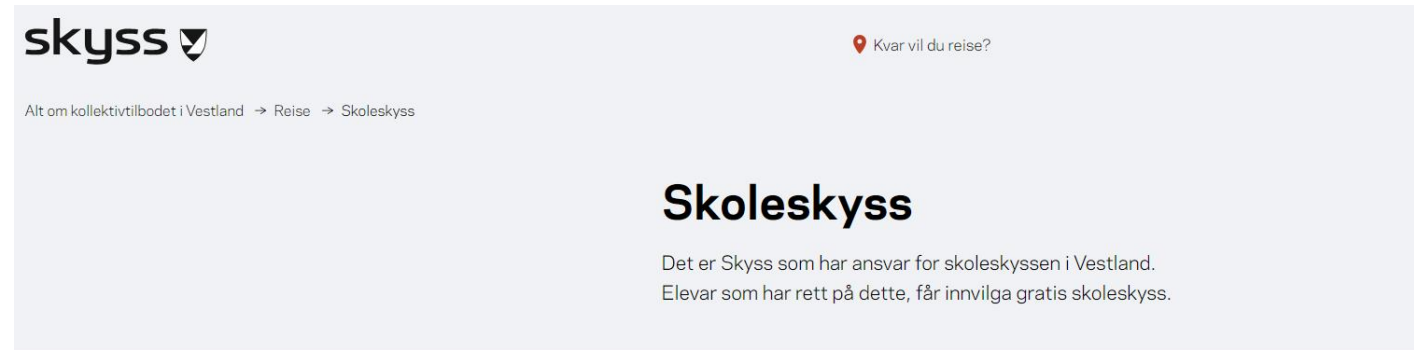 skyss
Kvar vil du reise?
Alt om kollektivtilbodet i Vestland → Reise → Skoleskyss
Skoleskyss
Det er Skyss som har ansvar for skoleskyssen i Vestland.
Elevar som har rett på dette, får innvilga gratis skoleskyss.